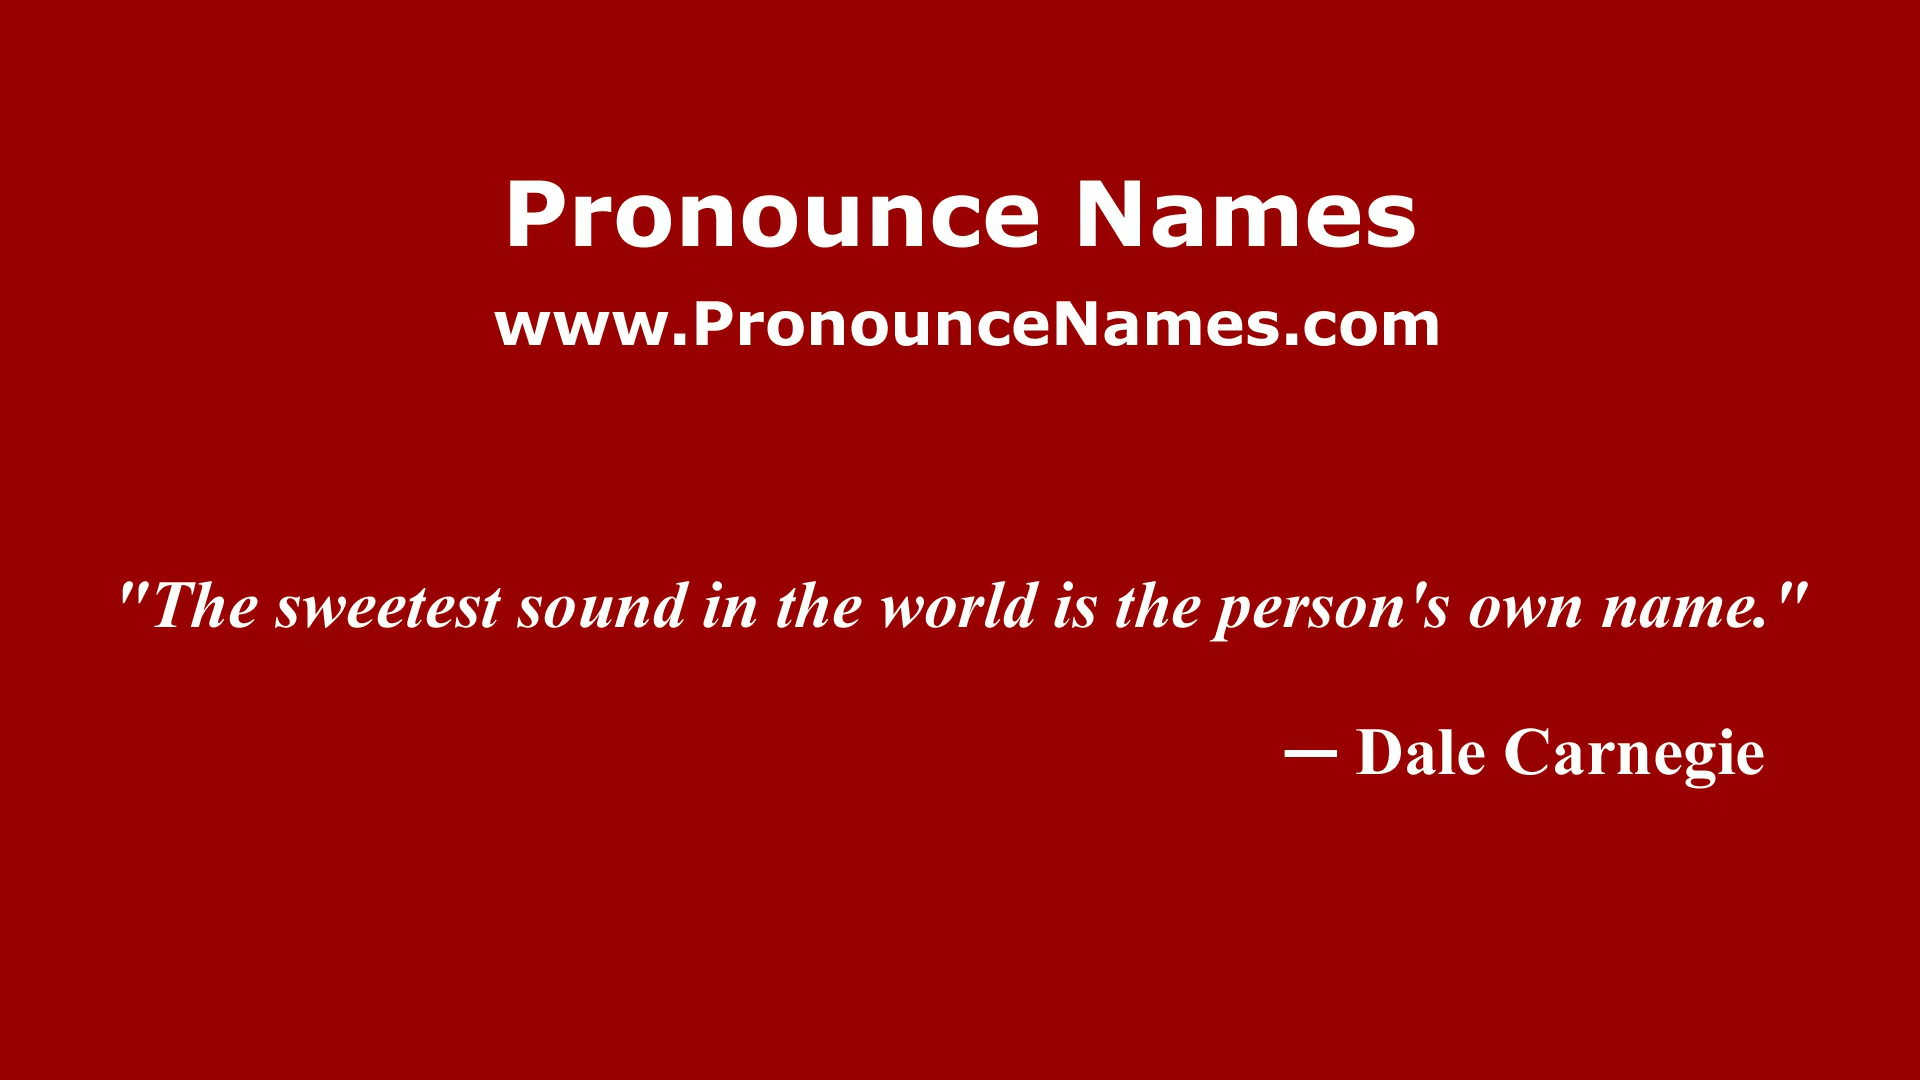 Pronounce Names
www.PronounceNames.com
"The sweetest sound in the world is the person's own name."
— Dale Carnegie